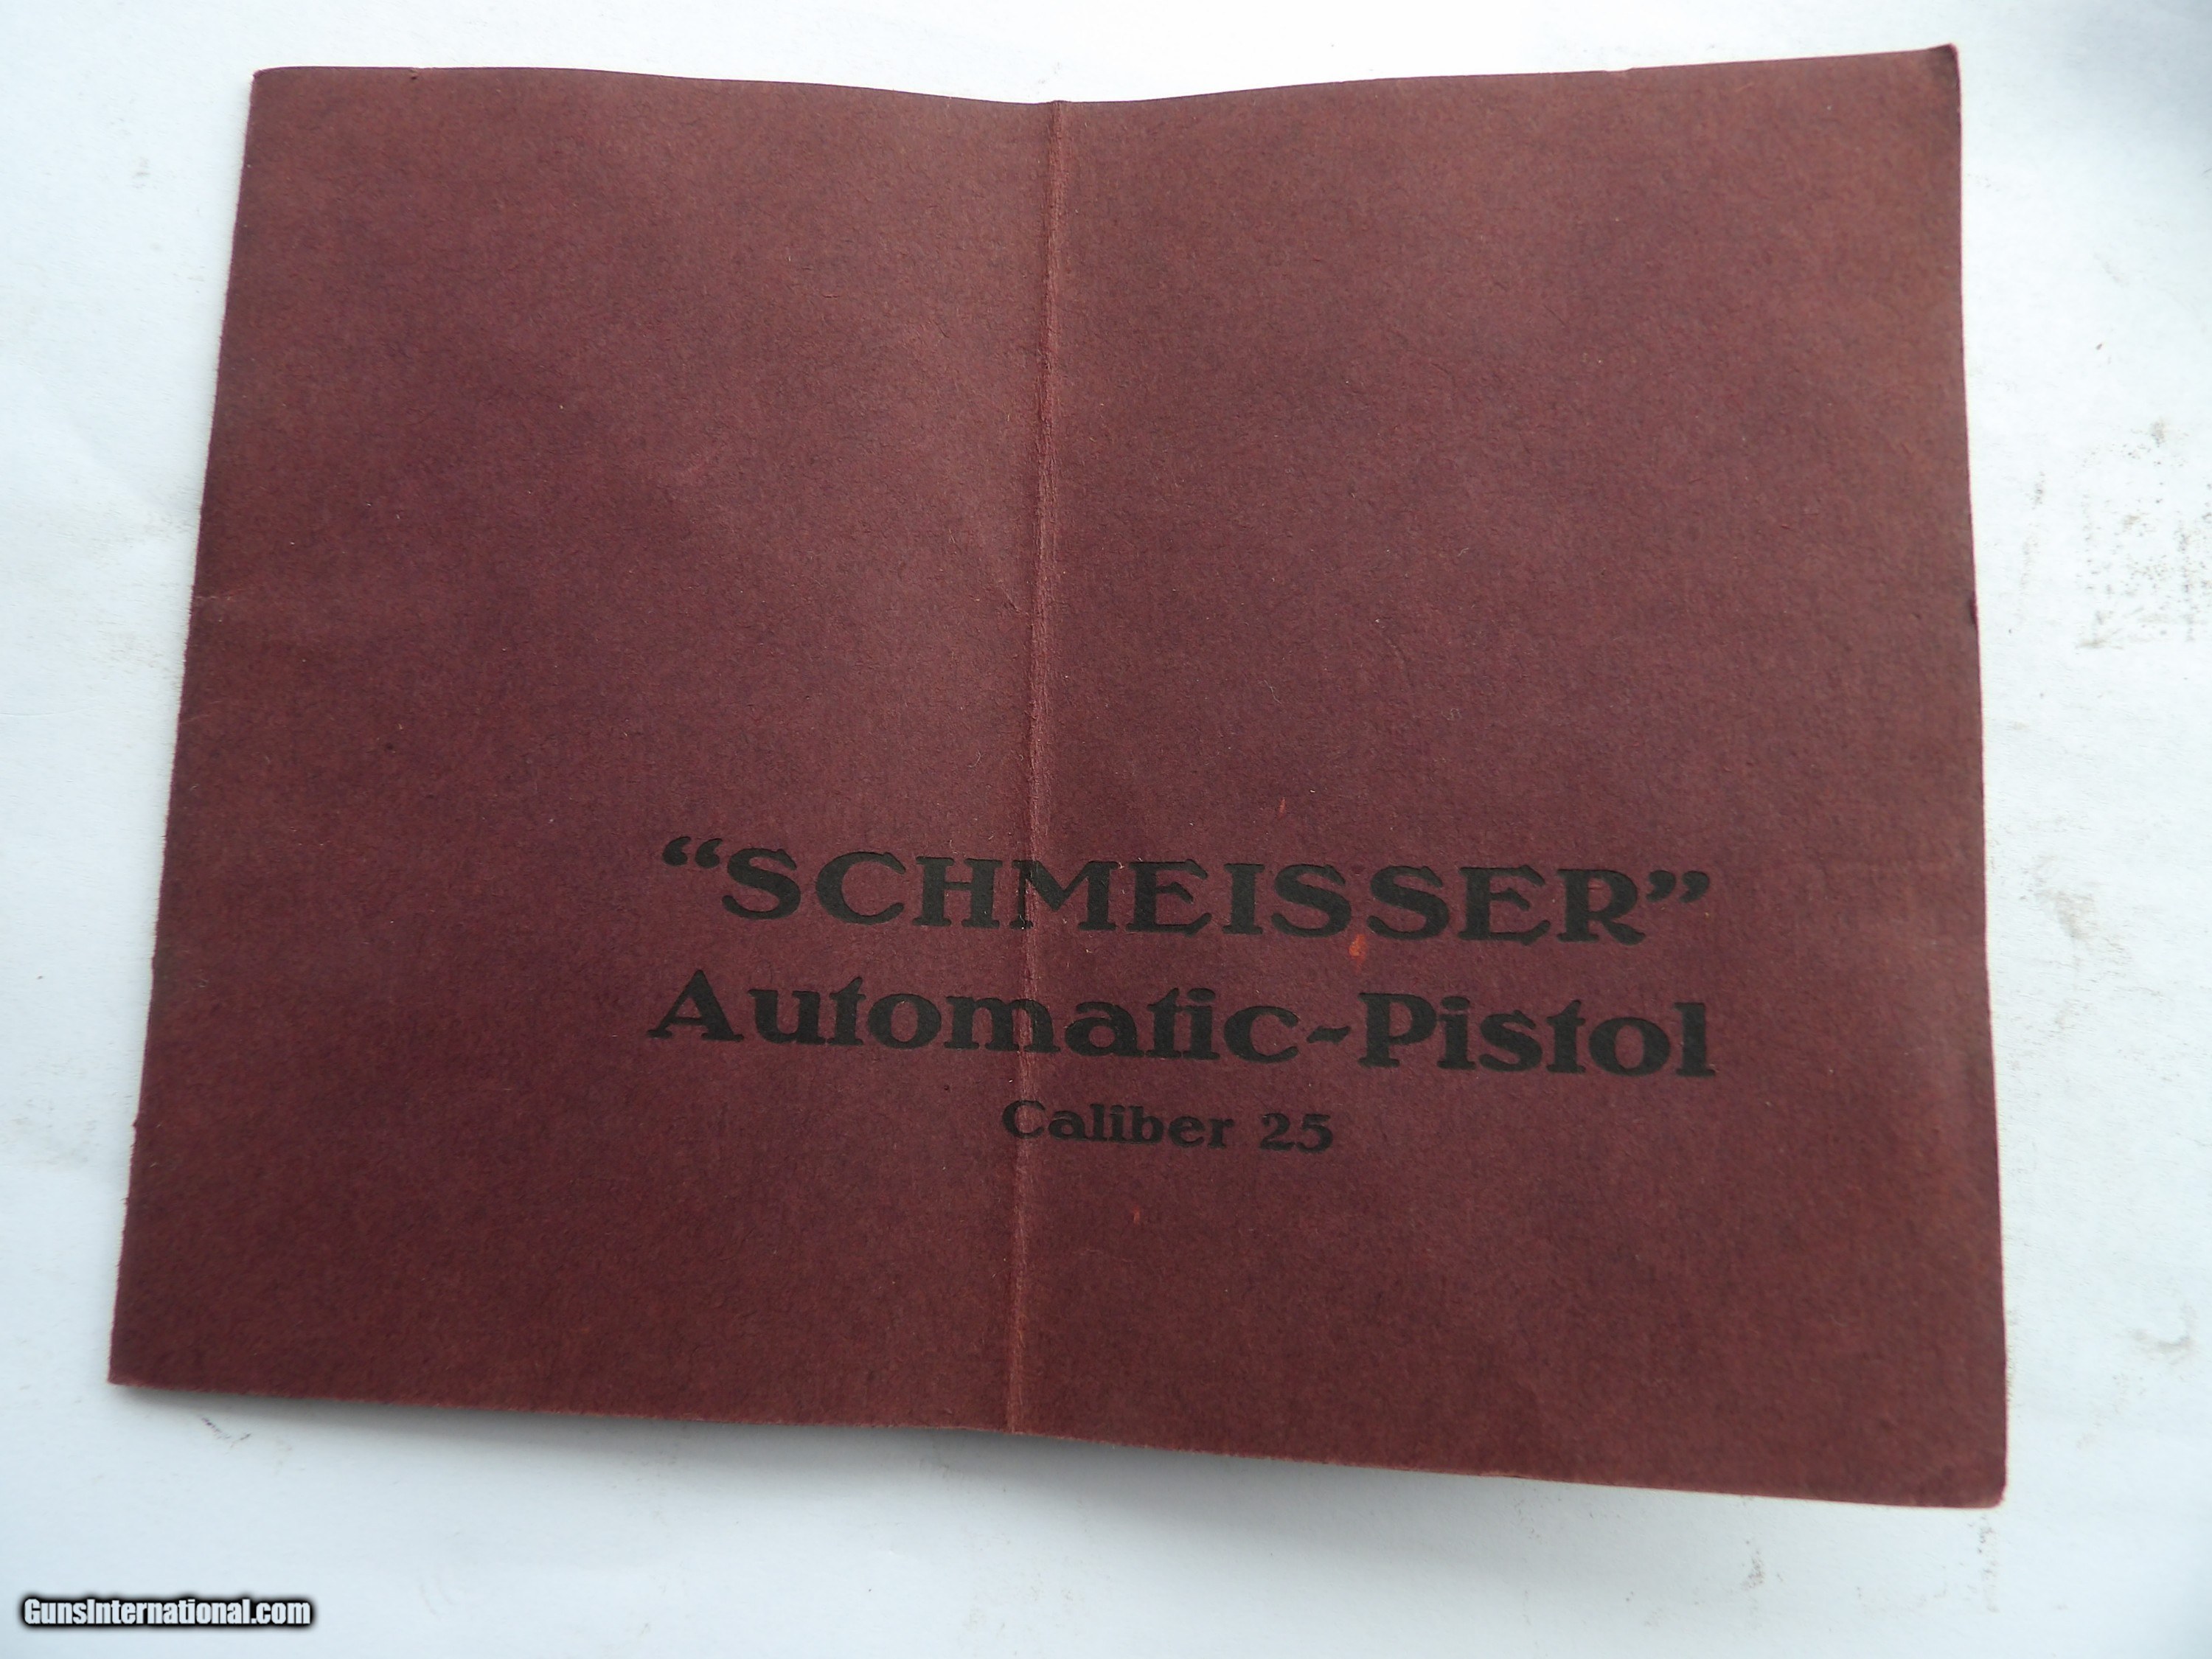 “SCHMEISSER”
Automatic-Pistol
Caliber 25
GunsInternational.com